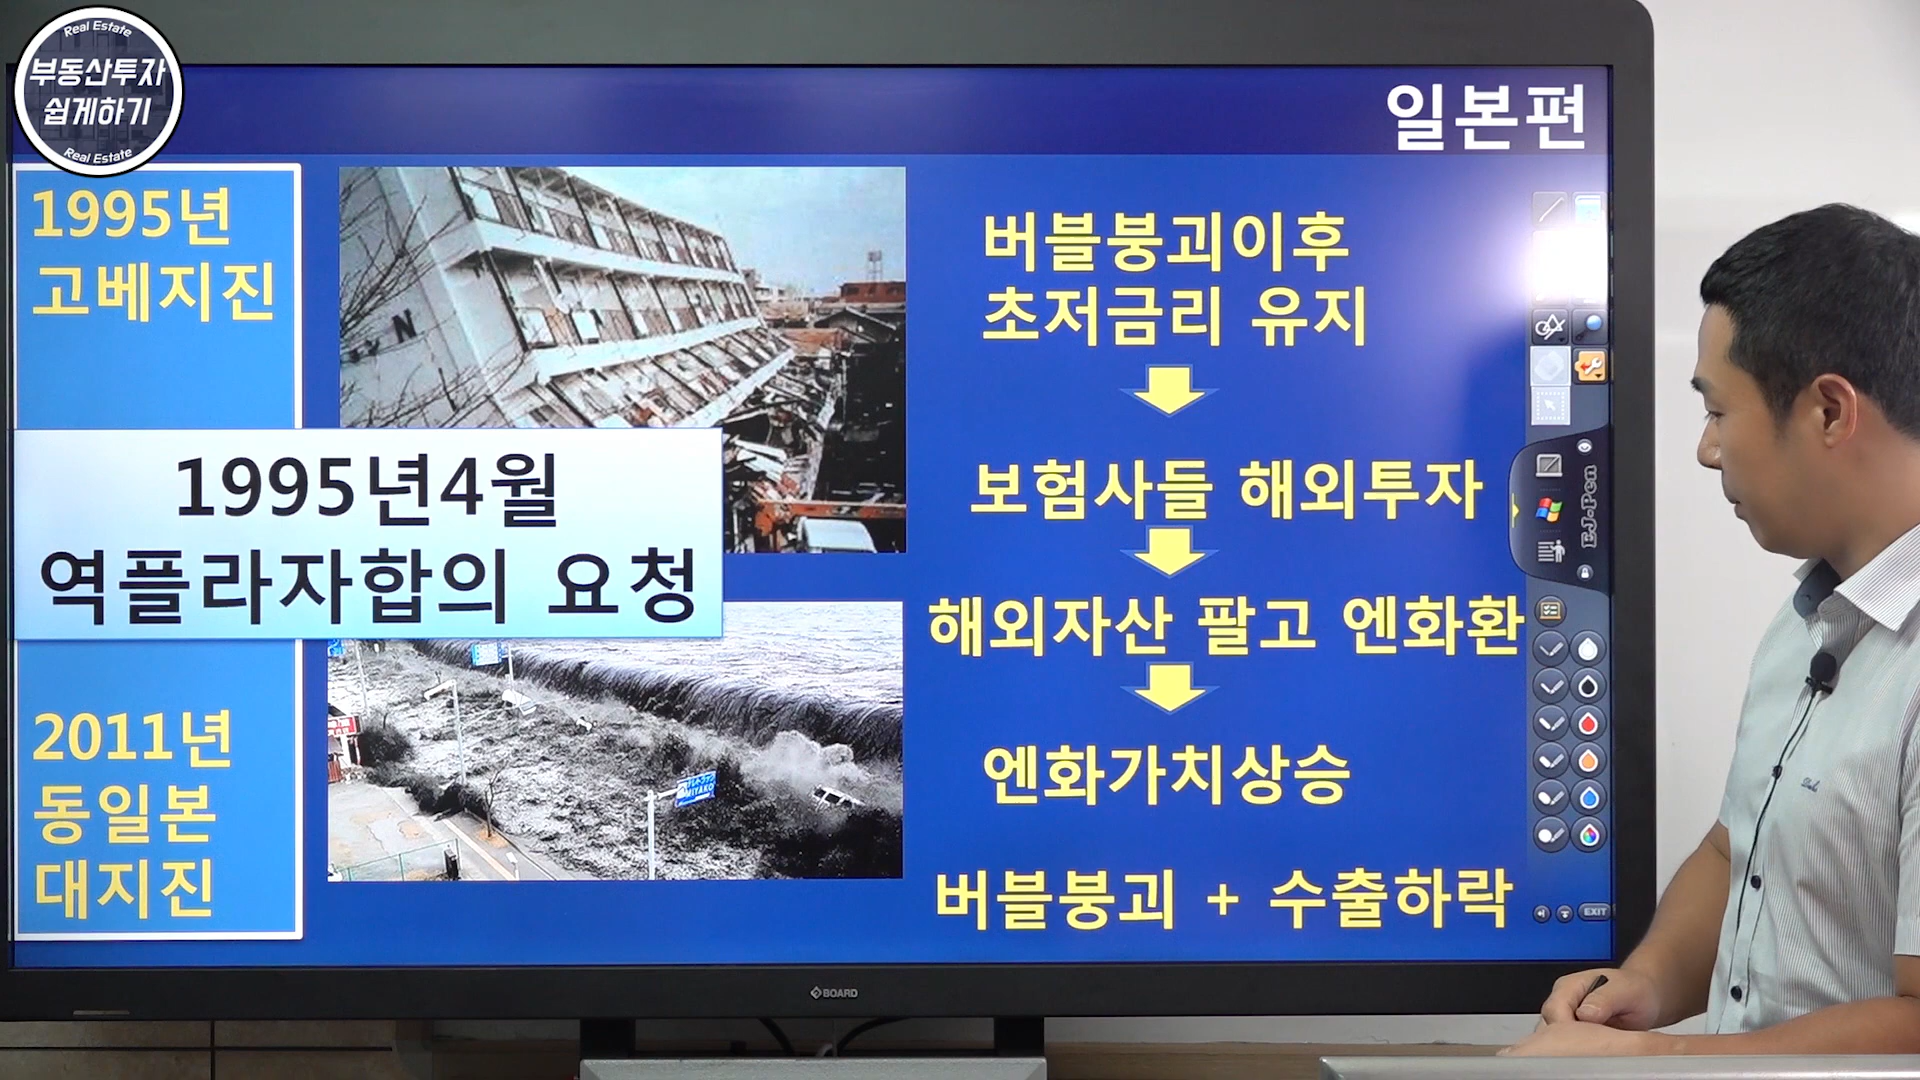 Real Estate
부동산투자
쉽게하기
Real Estate
일본편
1995년
고베지진
N
1995년4월
역플라자합의 요청
2011년
동일본
대지진
MIYAKO
버블붕괴이후
초저금리 유지
보험사들 해외투자
해외자산 팔고 엔화환
엔화가치상승
버블붕괴 + 수출하락
EJ-Pen
EXIT
BOARD